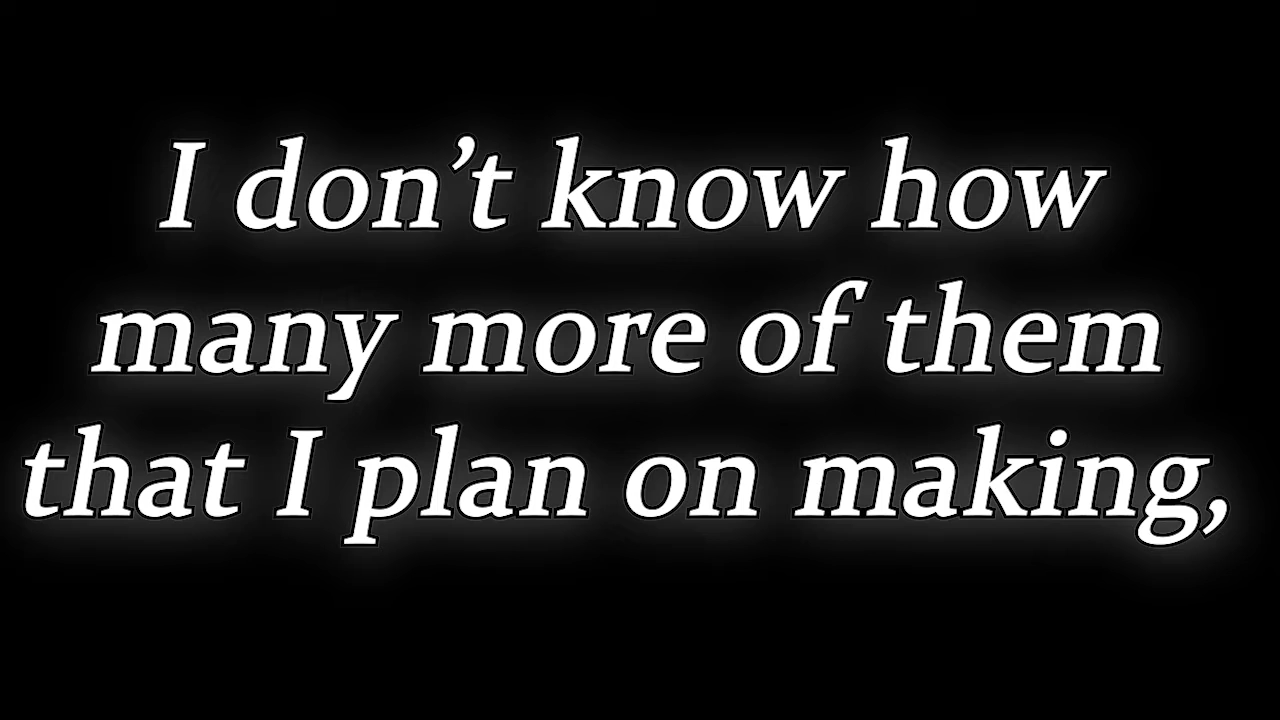 I don’t know how
many more of them
that I plan on making,